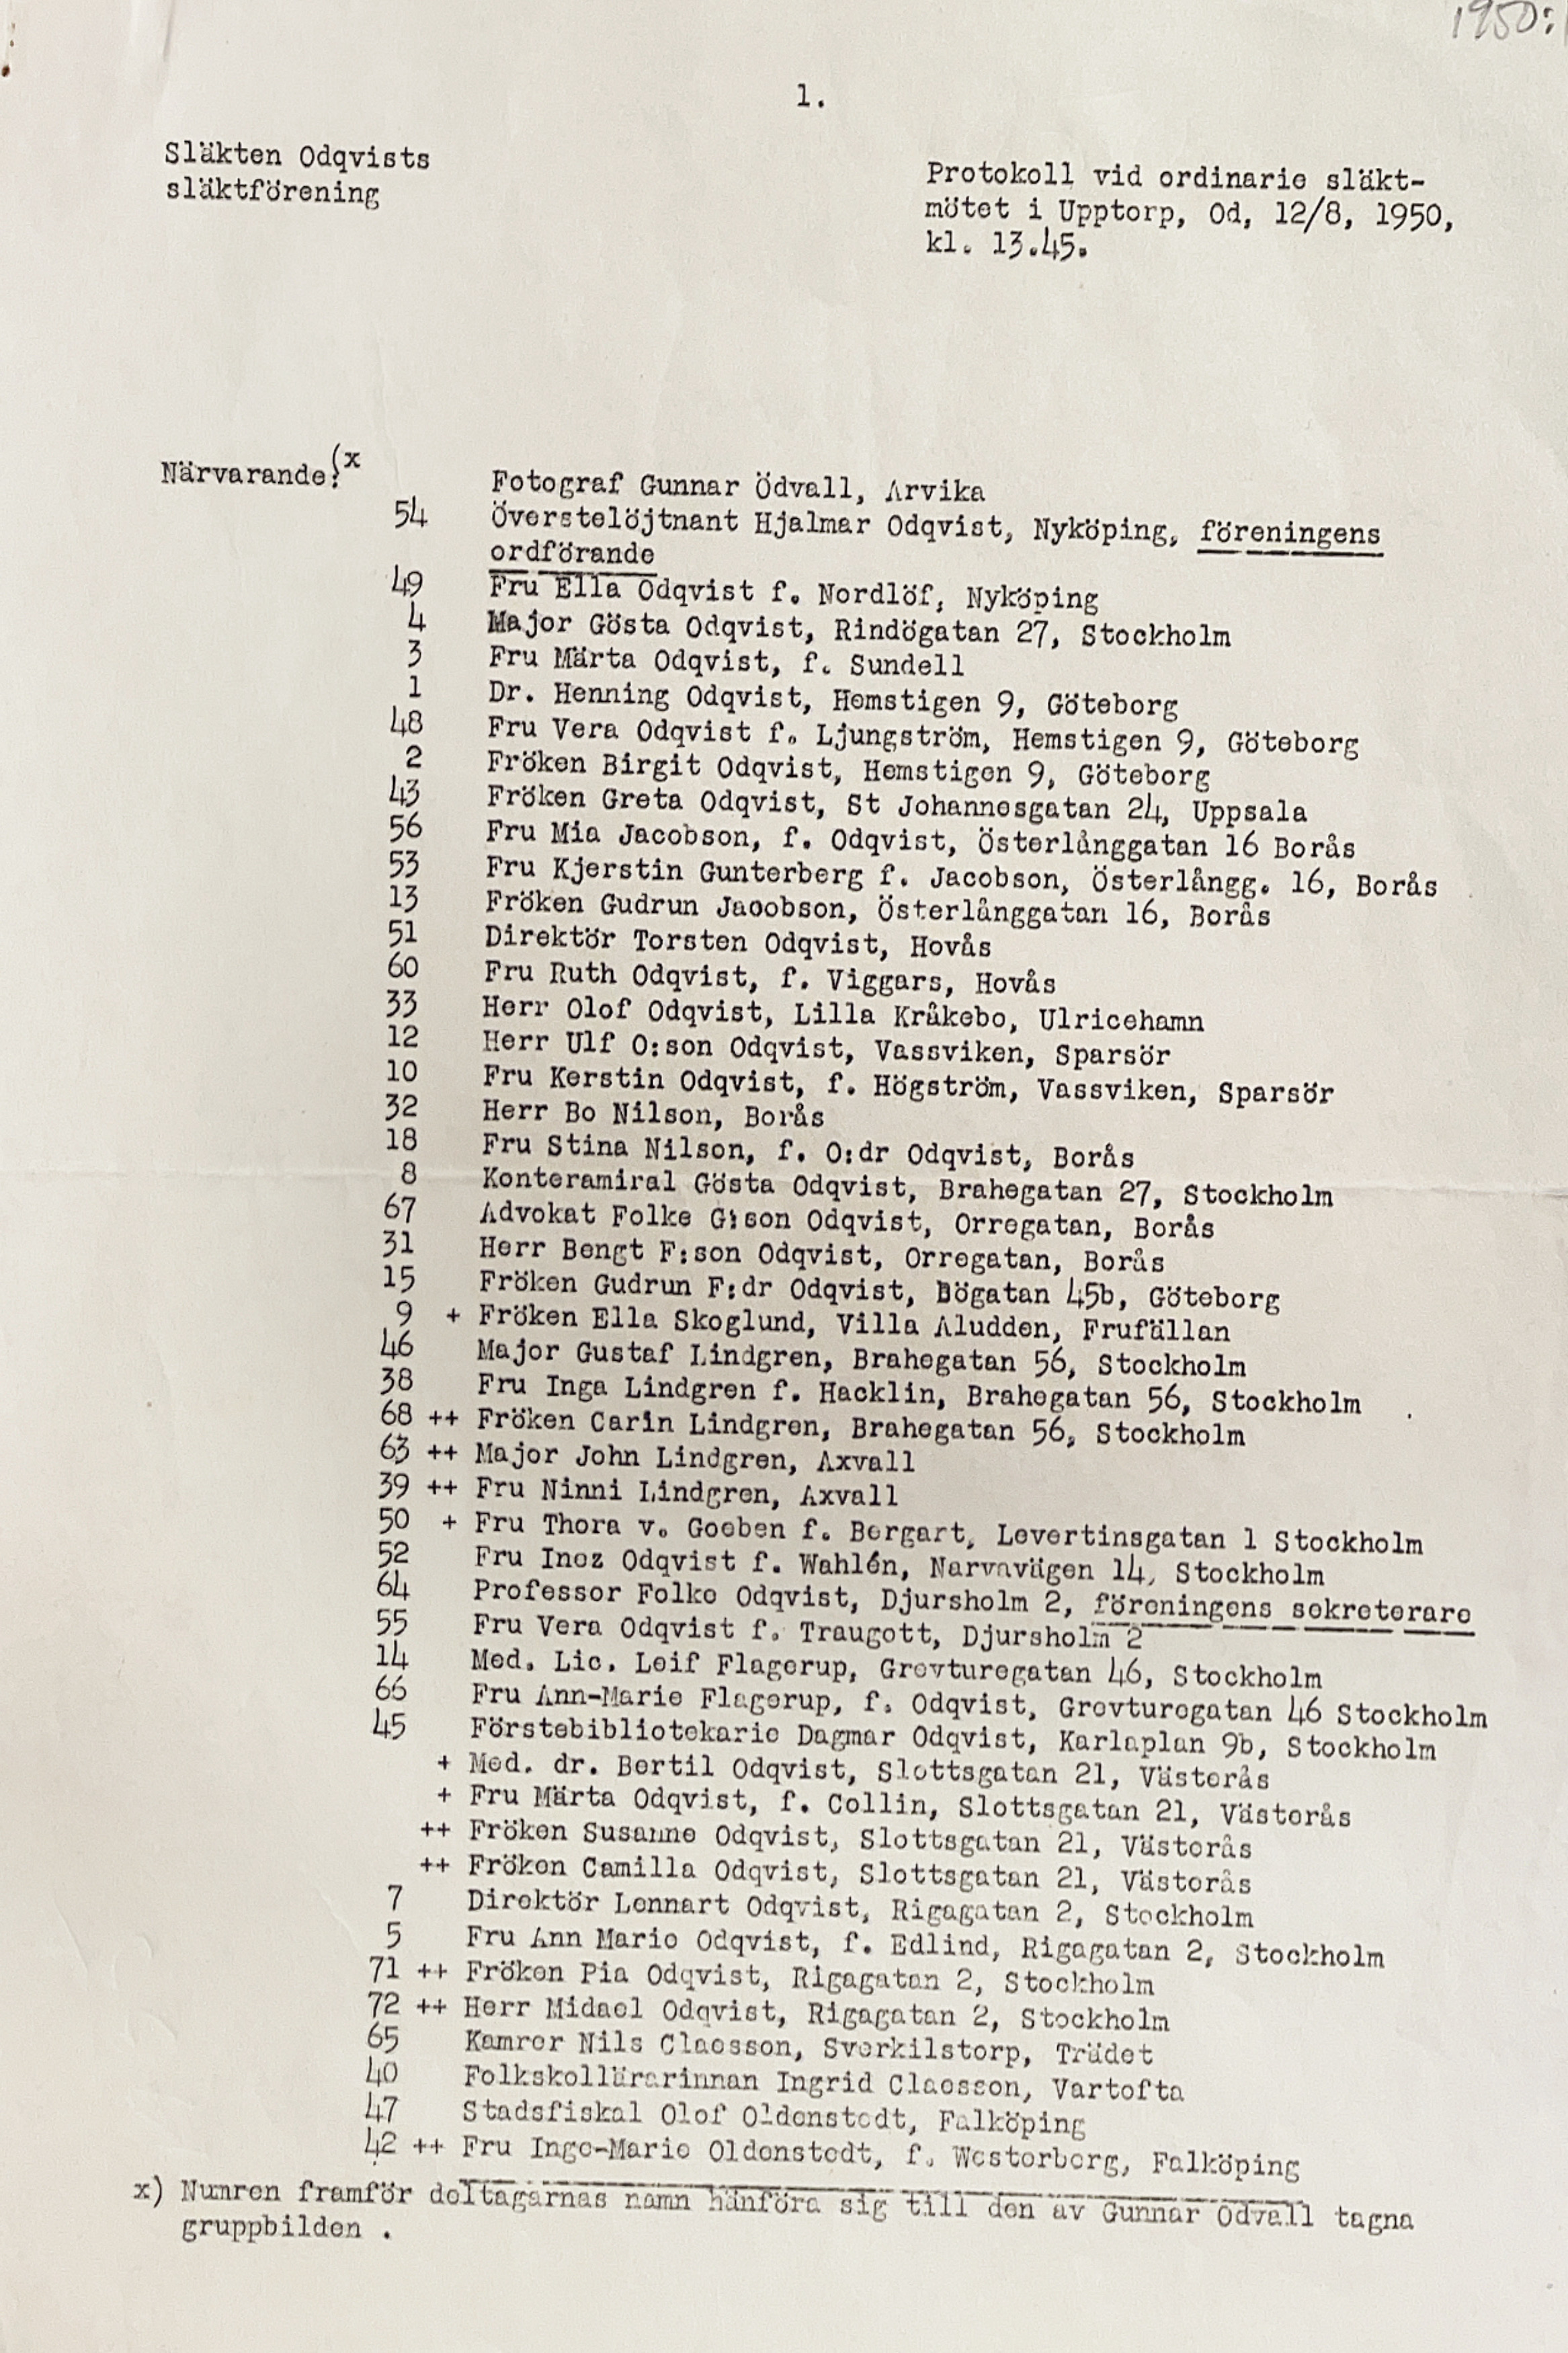 1950:
1.
Släkten Odqvists
släktförening
Protokoll vid ordinarie släkt-
mötet i Upptorp, Od, 12/8, 1950,
kl. 13.45.
Närvarande:(x
Fotograf Gunnar Ödvall, Arvika
54 Överstelöjtnant Hjalmar Odqvist, Nyköping, föreningens
ordförande
49 Fru Ella Odqvist f. Nordlöf, Nyköping
4 Major Gösta Odqvist, Rindögatan 27, Stockholm
3 Fru Märta Odqvist, f. Sundell
1 Dr. Henning Odqvist, Hemstigen 9, Göteborg
48 Fru Vera Odqvist f. Ljungström, Hemstigen 9, Göteborg
2 Fröken Birgit Odqvist, Hemstigen 9, Göteborg
43 Fröken Greta Odqvist, St Johannesgatan 24, Uppsala
56 Fru Mia Jacobson, f. Odqvist, Österlånggatan 16 Borås
53 Fru Kjerstin Gunterberg f. Jacobson, Österlångg. 16, Borås
13 Fröken Gudrun Jacobson, Österlånggatan 16, Borås
51 Direktör Torsten Odqvist, Hovås
60 Fru Ruth Odqvist, f. Viggars, Hovås
33 Herr Olof Odqvist, Lilla Kråkebo, Ulricehamn
12 Herr Ulf O:son Odqvist, Vassviken, Sparsör
10 Fru Kerstin Odqvist, f. Högström, Vassviken, Sparsör
32 Herr Bo Nilson, Borås
18 Fru Stina Nilson, f. O:dr Odqvist, Borås
8 Konteramiral Gösta Odqvist, Brahegatan 27, Stockholm
67 Advokat Folke G:son Odqvist, Orregatan, Borås
31 Herr Bengt F:son Odqvist, Orregatan, Borås
15 Fröken Gudrun F:dr Odqvist, Bögatan 45b, Göteborg
9 + Fröken Ella Skoglund, Villa Aludden, Frufällan
46 Major Gustaf Lindgren, Brahegatan 56, Stockholm
38 Fru Inga Lindgren f. Hacklin, Brahegatan 56, Stockholm
68 ++ Fröken Carin Lindgren, Brahegatan 56, Stockholm
63 ++ Major John Lindgren, Axvall
39 ++ Fru Ninni Lindgren, Axvall
50 + Fru Thora v. Goeben f. Bergart, Levertinsgatan 1 Stockholm
52 Fru Inez Odqvist f. Wahlén, Narvavägen 14, Stockholm
64 Professor Folke Odqvist, Djursholm 2, föreningens sekreterare
55 Fru Vera Odqvist f. Traugott, Djursholm 2
14 Med. Lic. Leif Flagerup, Grevturegatan 46, Stockholm
66 Fru Ann-Marie Flagerup, f. Odqvist, Grevturegatan 46 Stockholm
45 Förstebibliotekarie Dagmar Odqvist, Karlaplan 9b, Stockholm
+ Med. dr. Bertil Odqvist, Slottsgatan 21, Västerås
+ Fru Märta Odqvist, f. Collin, Slottsgatan 21, Västerås
++ Fröken Susanne Odqvist, Slottsgatan 21, Västerås
++ Fröken Camilla Odqvist, Slottsgatan 21, Västerås
7 Direktör Lennart Odqvist, Rigagatan 2, Stockholm
5 Fru Ann Marie Odqvist, f. Edlind, Rigagatan 2, Stockholm
71 ++ Fröken Pia Odqvist, Rigagatan 2, Stockholm
72 ++ Herr Midael Odqvist, Rigagatan 2, Stockholm
65 Kamrer Nils Claesson, Sverkilstorp, Trädet
40 Folkskollärarinnan Ingrid Claesson, Vartofta
47 Stadsfiskal Olof Oldenstedt, Falköping
42 ++ Fru Inge-Marie Oldenstedt, f. Westerberg, Falköping
x) Numren framför deltagarnas namn hänföra sig till den av Gunnar Ödvall tagna
gruppbilden .